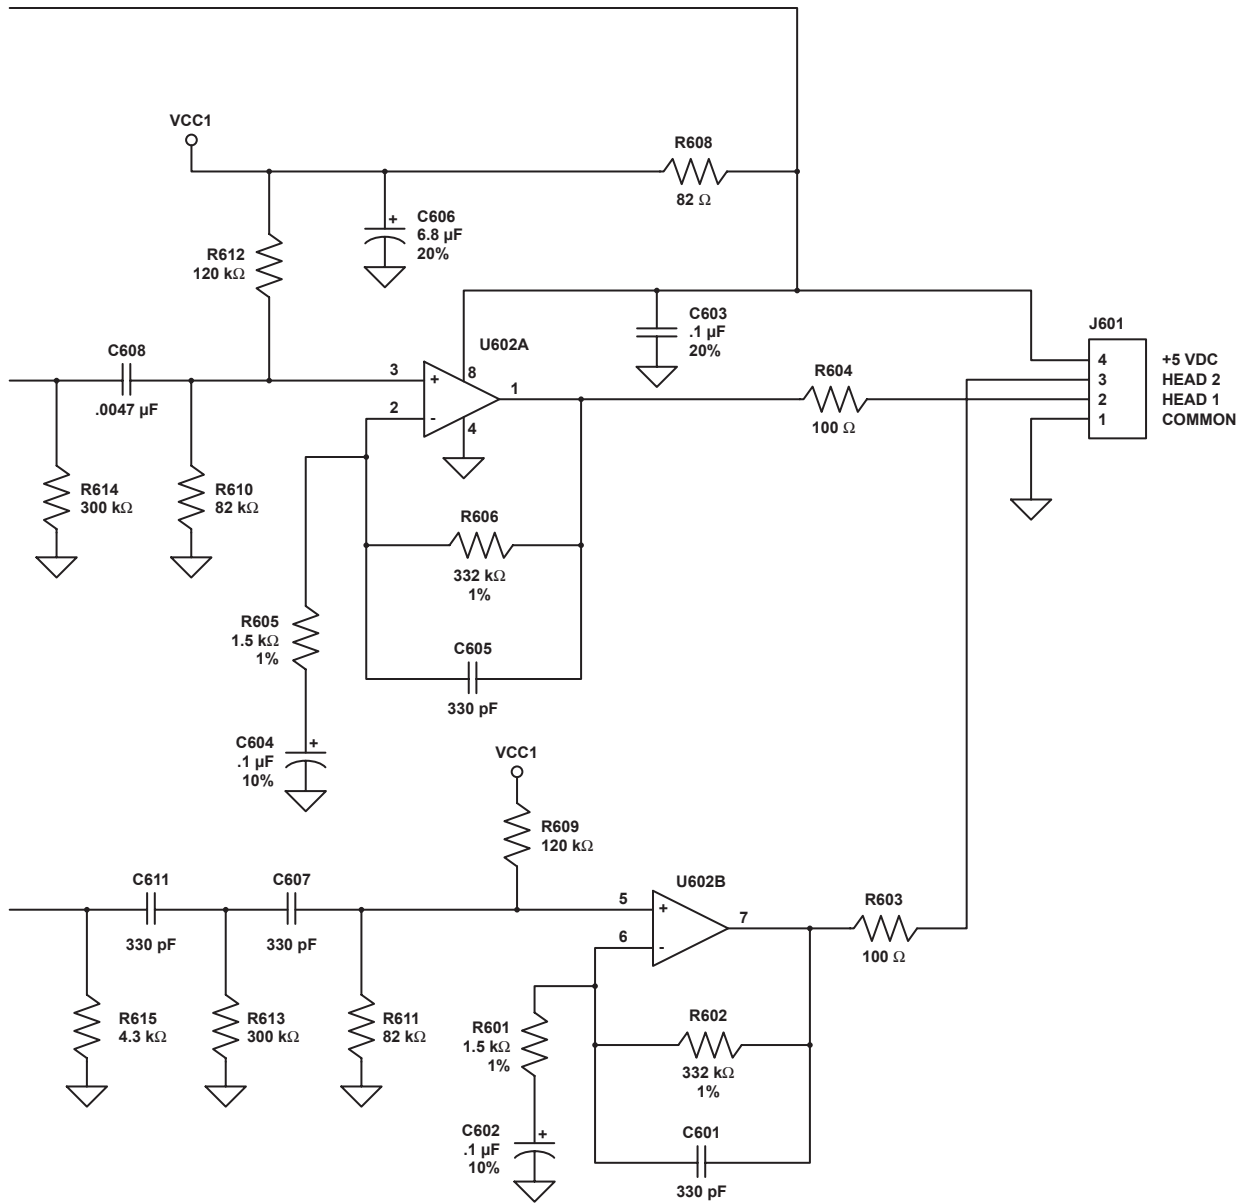 VCC1
R608
82 Ω
+
C606
6.8 µF
20%
R612
120 kΩ
C603
.1 µF
20%
J601
4
+5 VDC
3
HEAD 2
2
HEAD 1
1
COMMON
C608
.0047 µF
U602A
3
+
8
1
2
-
4
R604
100 Ω
R614
300 kΩ
R610
82 kΩ
R606
332 kΩ
1%
R605
1.5 kΩ
1%
C605
330 pF
C604
.1 µF
10%
+
VCC1
R609
120 kΩ
C611
330 pF
C607
330 pF
U602B
5
+
7
6
-
R603
100 Ω
R615
4.3 kΩ
R613
300 kΩ
R611
82 kΩ
R601
1.5 kΩ
1%
R602
332 kΩ
1%
C602
.1 µF
10%
+
C601
330 pF